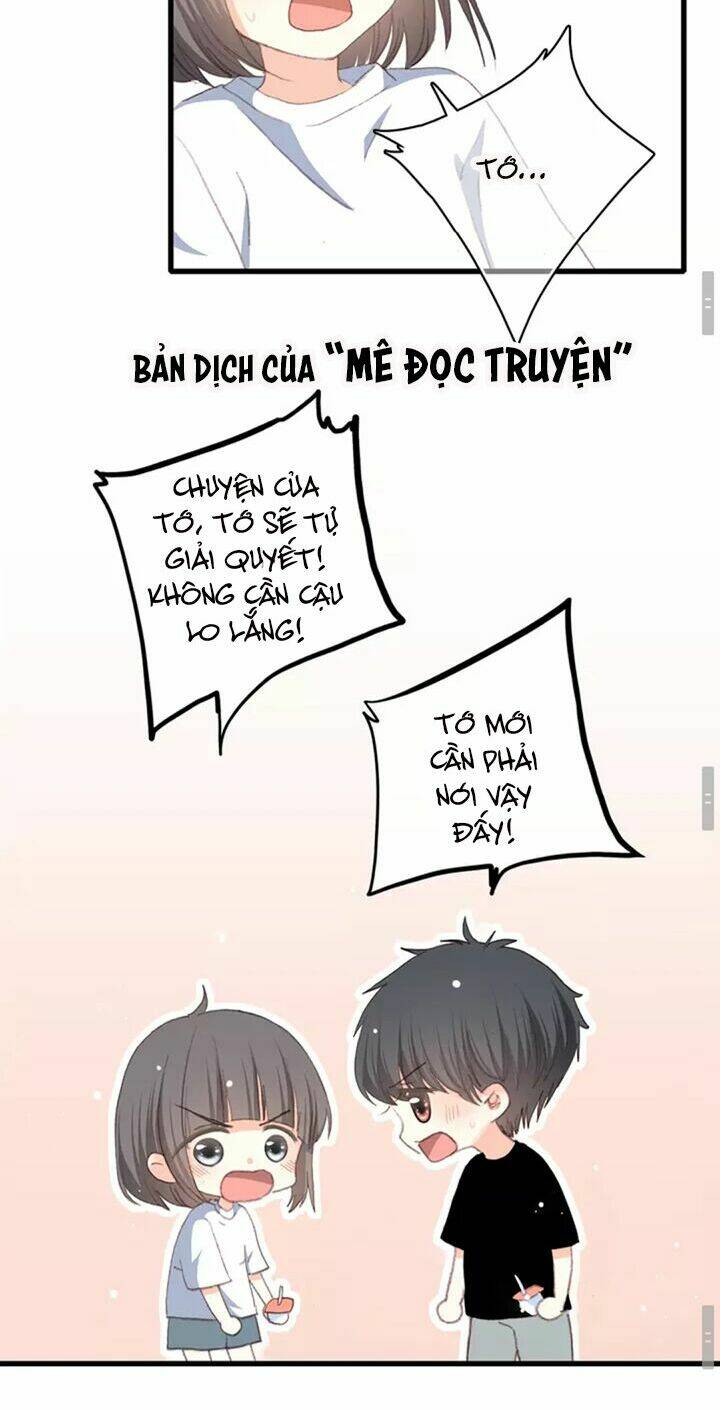 TỚ...
BẢN DỊCH CỦA "MÊ ĐỌC TRUYỆN"
CHUYỆN CỦA
TỚ, TỚ SẼ TỰ
GIẢI QUYẾT!
KHÔNG CẦN CẬU
LO LẮNG!
TỚ MỚI
CẦN PHẢI
NÓI VẬY
ĐẤY!